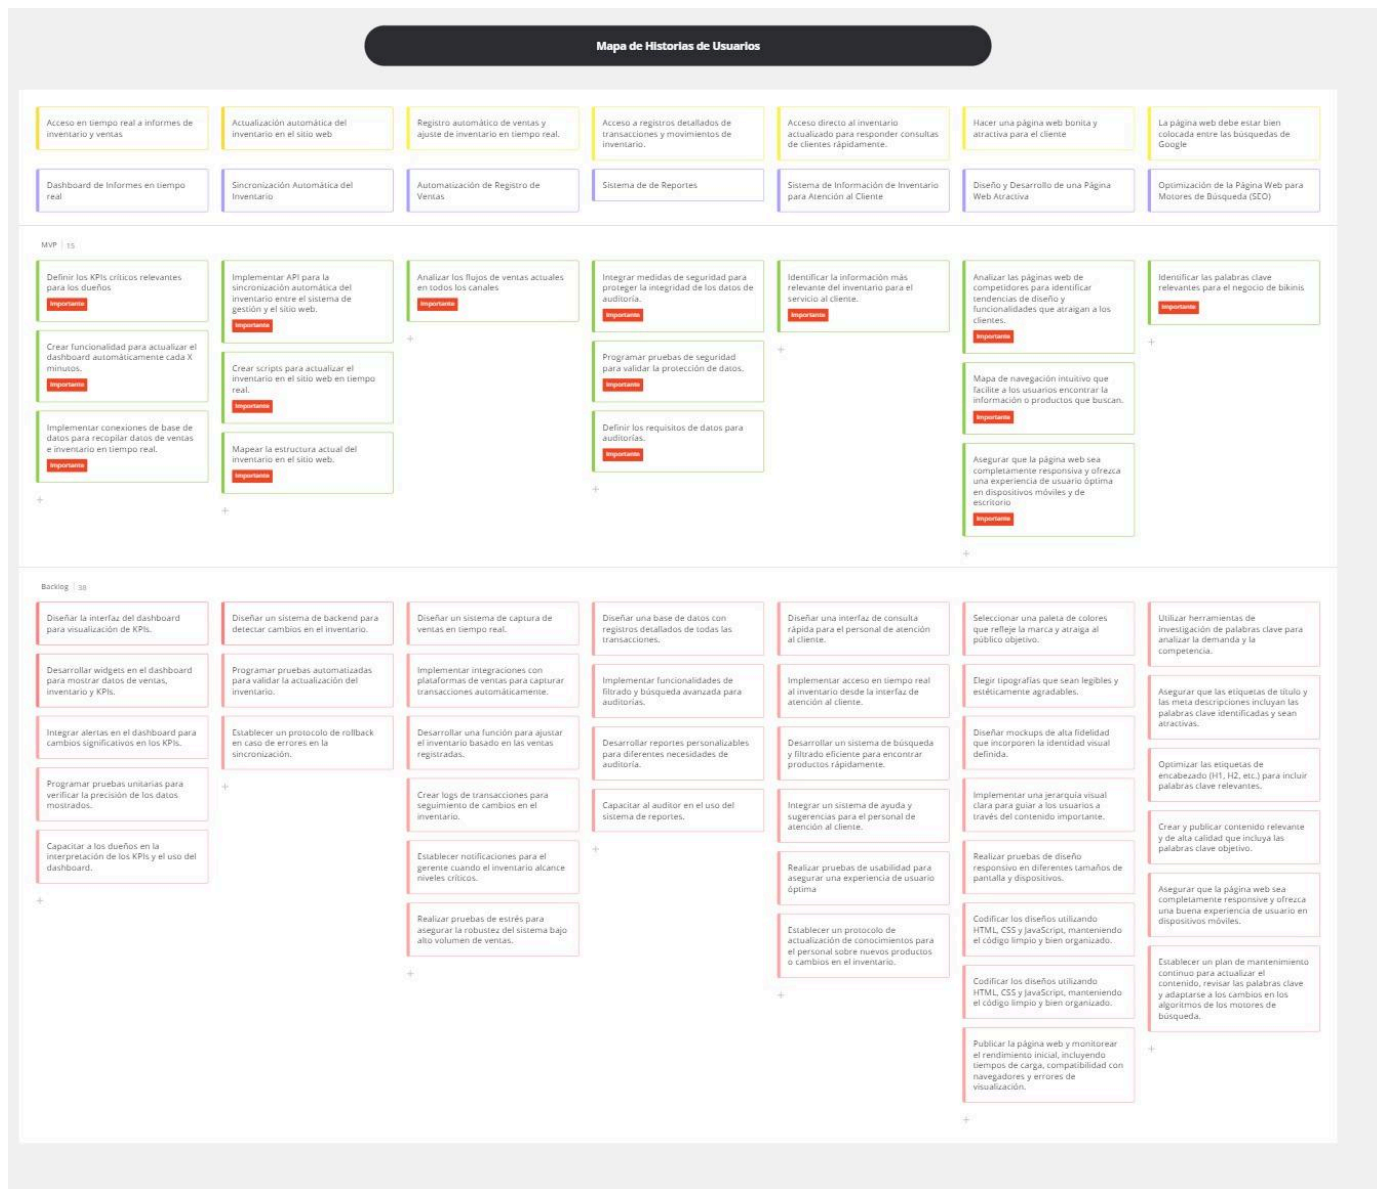 Mapa de Historias de Usuarios
Acceso en tiempo real a informes de
inventario y ventas
Actualización automática del
inventario en el sitio web
Registro automático de ventas y
ajuste de inventario en tiempo real.
Acceso a registros detallados de
transacciones y movimientos de
inventario.
Acceso directo al inventario
actualizado para responder consultas
de clientes rápidamente.
Hacer una página web bonita y
atractiva para el cliente
La página web debe estar bien
colocada entre las búsquedas de
Google
Dashboard de Informes en tiempo
real
Sincronización Automática del
Inventario
Automatización de Registro de
Ventas
Sistema de de Reportes
Sistema de Información de Inventario
para Atención al Cliente
Diseño y Desarrollo de una Página
Web Atractiva
Optimización de la Página Web para
Motores de Búsqueda (SEO)
MVP | 15
Definir los KPIs críticos relevantes
para los dueños
Importante
Crear funcionalidad para actualizar el
dashboard automáticamente cada X
minutos.
Importante
Implementar conexiones de base de
datos para recopilar datos de ventas
e inventario en tiempo real.
Importante
+
Implementar API para la
sincronización automática del
inventario entre el sistema de
gestión y el sitio web.
Importante
Crear scripts para actualizar el
inventario en el sitio web en tiempo
real.
Importante
Mapear la estructura actual del
inventario en el sitio web.
Importante
+
Analizar los flujos de ventas actuales
en todos los canales
Importante
+
Integrar medidas de seguridad para
proteger la integridad de los datos de
auditoría.
Importante
Programar pruebas de seguridad
para validar la protección de datos.
Importante
Definir los requisitos de datos para
auditorías.
Importante
+
Identificar la información más
relevante del inventario para el
servicio al cliente.
Importante
+
Analizar las páginas web de
competidores para identificar
tendencias de diseño y
funcionalidades que atraigan a los
clientes.
Importante
Mapa de navegación intuitivo que
facilite a los usuarios encontrar la
información o productos que buscan.
Importante
Asegurar que la página web sea
completamente responsiva y ofrezca
una experiencia de usuario óptima
en dispositivos móviles y de
escritorio
Importante
+
Identificar las palabras clave
relevantes para el negocio de bikinis
Importante
+
Backlog | 38
Diseñar la interfaz del dashboard
para visualización de KPIs.
Desarrollar widgets en el dashboard
para mostrar datos de ventas,
inventario y KPIs.
Integrar alertas en el dashboard para
cambios significativos en los KPIs.
Programar pruebas unitarias para
verificar la precisión de los datos
mostrados.
Capacitar a los dueños en la
interpretación de los KPIs y el uso del
dashboard.
+
Diseñar un sistema de backend para
detectar cambios en el inventario.
Programar pruebas automatizadas
para validar la actualización del
inventario.
Establecer un protocolo de rollback
en caso de errores en la
sincronización.
+
Diseñar un sistema de captura de
ventas en tiempo real.
Implementar integraciones con
plataformas de ventas para capturar
transacciones automáticamente.
Desarrollar una función para ajustar
el inventario basado en las ventas
registradas.
Crear logs de transacciones para
seguimiento de cambios en el
inventario.
Establecer notificaciones para el
gerente cuando el inventario alcance
niveles críticos.
Realizar pruebas de estrés para
asegurar la robustez del sistema bajo
alto volumen de ventas.
+
Diseñar una base de datos con
registros detallados de todas las
transacciones.
Implementar funcionalidades de
filtrado y búsqueda avanzada para
auditorías.
Desarrollar reportes personalizables
para diferentes necesidades de
auditoría.
Capacitar al auditor en el uso del
sistema de reportes.
+
Diseñar una interfaz de consulta
rápida para el personal de atención
al cliente.
Implementar acceso en tiempo real
al inventario desde la interfaz de
atención al cliente.
Desarrollar un sistema de búsqueda
y filtrado eficiente para encontrar
productos rápidamente.
Integrar un sistema de ayuda y
sugerencias para el personal de
atención al cliente.
Realizar pruebas de usabilidad para
asegurar una experiencia de usuario
óptima
Establecer un protocolo de
actualización de conocimientos para
el personal sobre nuevos productos
o cambios en el inventario.
+
Seleccionar una paleta de colores
que refleje la marca y atraiga al
público objetivo.
Elegir tipografías que sean legibles y
estéticamente agradables.
Diseñar mockups de alta fidelidad
que incorporen la identidad visual
definida.
Implementar una jerarquía visual
clara para guiar a los usuarios a
través del contenido importante.
Realizar pruebas de diseño
responsivo en diferentes tamaños de
pantalla y dispositivos.
Codificar los diseños utilizando
HTML, CSS y JavaScript, manteniendo
el código limpio y bien organizado.
Codificar los diseños utilizando
HTML, CSS y JavaScript, manteniendo
el código limpio y bien organizado.
Publicar la página web y monitorear
el rendimiento inicial, incluyendo
tiempos de carga, compatibilidad con
navegadores y errores de
visualización.
+
Utilizar herramientas de
investigación de palabras clave para
analizar la demanda y la
competencia.
Asegurar que las etiquetas de título y
las meta descripciones incluyan las
palabras clave identificadas y sean
atractivas.
Optimizar las etiquetas de
encabezado (H1, H2, etc.) para incluir
palabras clave relevantes.
Crear y publicar contenido relevante
y de alta calidad que incluya las
palabras clave objetivo.
Asegurar que la página web sea
completamente responsive y ofrezca
una buena experiencia de usuario en
dispositivos móviles.
Establecer un plan de mantenimiento
continuo para actualizar el
contenido, revisar las palabras clave
y adaptarse a los cambios en los
algoritmos de los motores de
búsqueda.
+